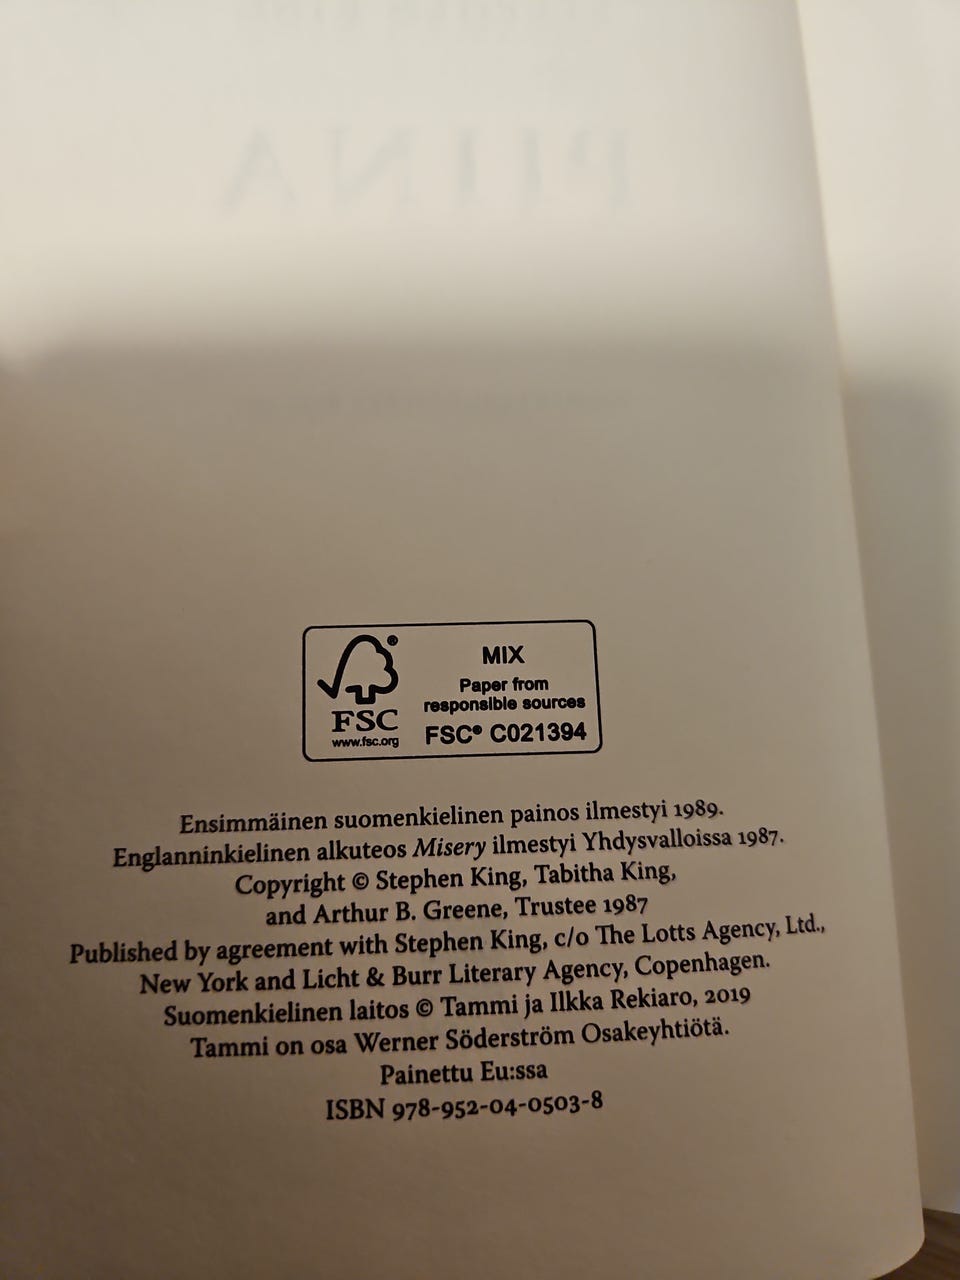 PIINA
FSC
www.fsc.org
MIX
Paper from
responsible sources
FSC® C021394
Ensimmäinen suomenkielinen painos ilmestyi 1989.
Englanninkielinen alkuteos Misery ilmestyi Yhdysvalloissa 1987.
Copyright © Stephen King, Tabitha King,
and Arthur B. Greene, Trustee 1987
Published by agreement with Stephen King, c/o The Lotts Agency, Ltd.,
New York and Licht & Burr Literary Agency, Copenhagen.
Suomenkielinen laitos © Tammi ja Ilkka Rekiaro, 2019
Tammi on osa Werner Söderström Osakeyhtiötä.
Painettu Eu:ssa
ISBN 978-952-04-0503-8